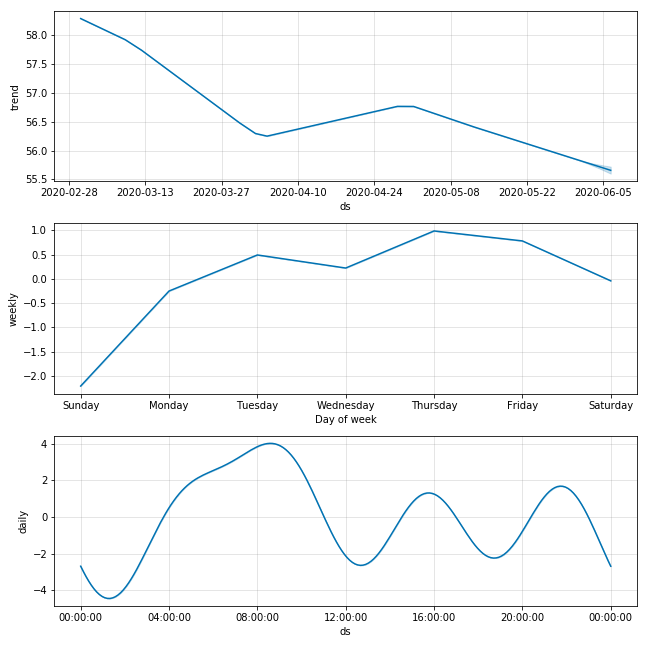 58.0
57.5
57.0
56.5
56.0
55.5
trend
2020-02-28 2020-03-13 2020-03-27 2020-04-10 2020-04-24 2020-05-08 2020-05-22 2020-06-05
ds
1.0
0.5
0.0
−0.5
−1.0
−1.5
−2.0
weekly
Sunday Monday Tuesday Wednesday Thursday Friday Saturday
Day of week
4
2
0
−2
−4
daily
00:00:00 04:00:00 08:00:00 12:00:00 16:00:00 20:00:00 00:00:00
ds